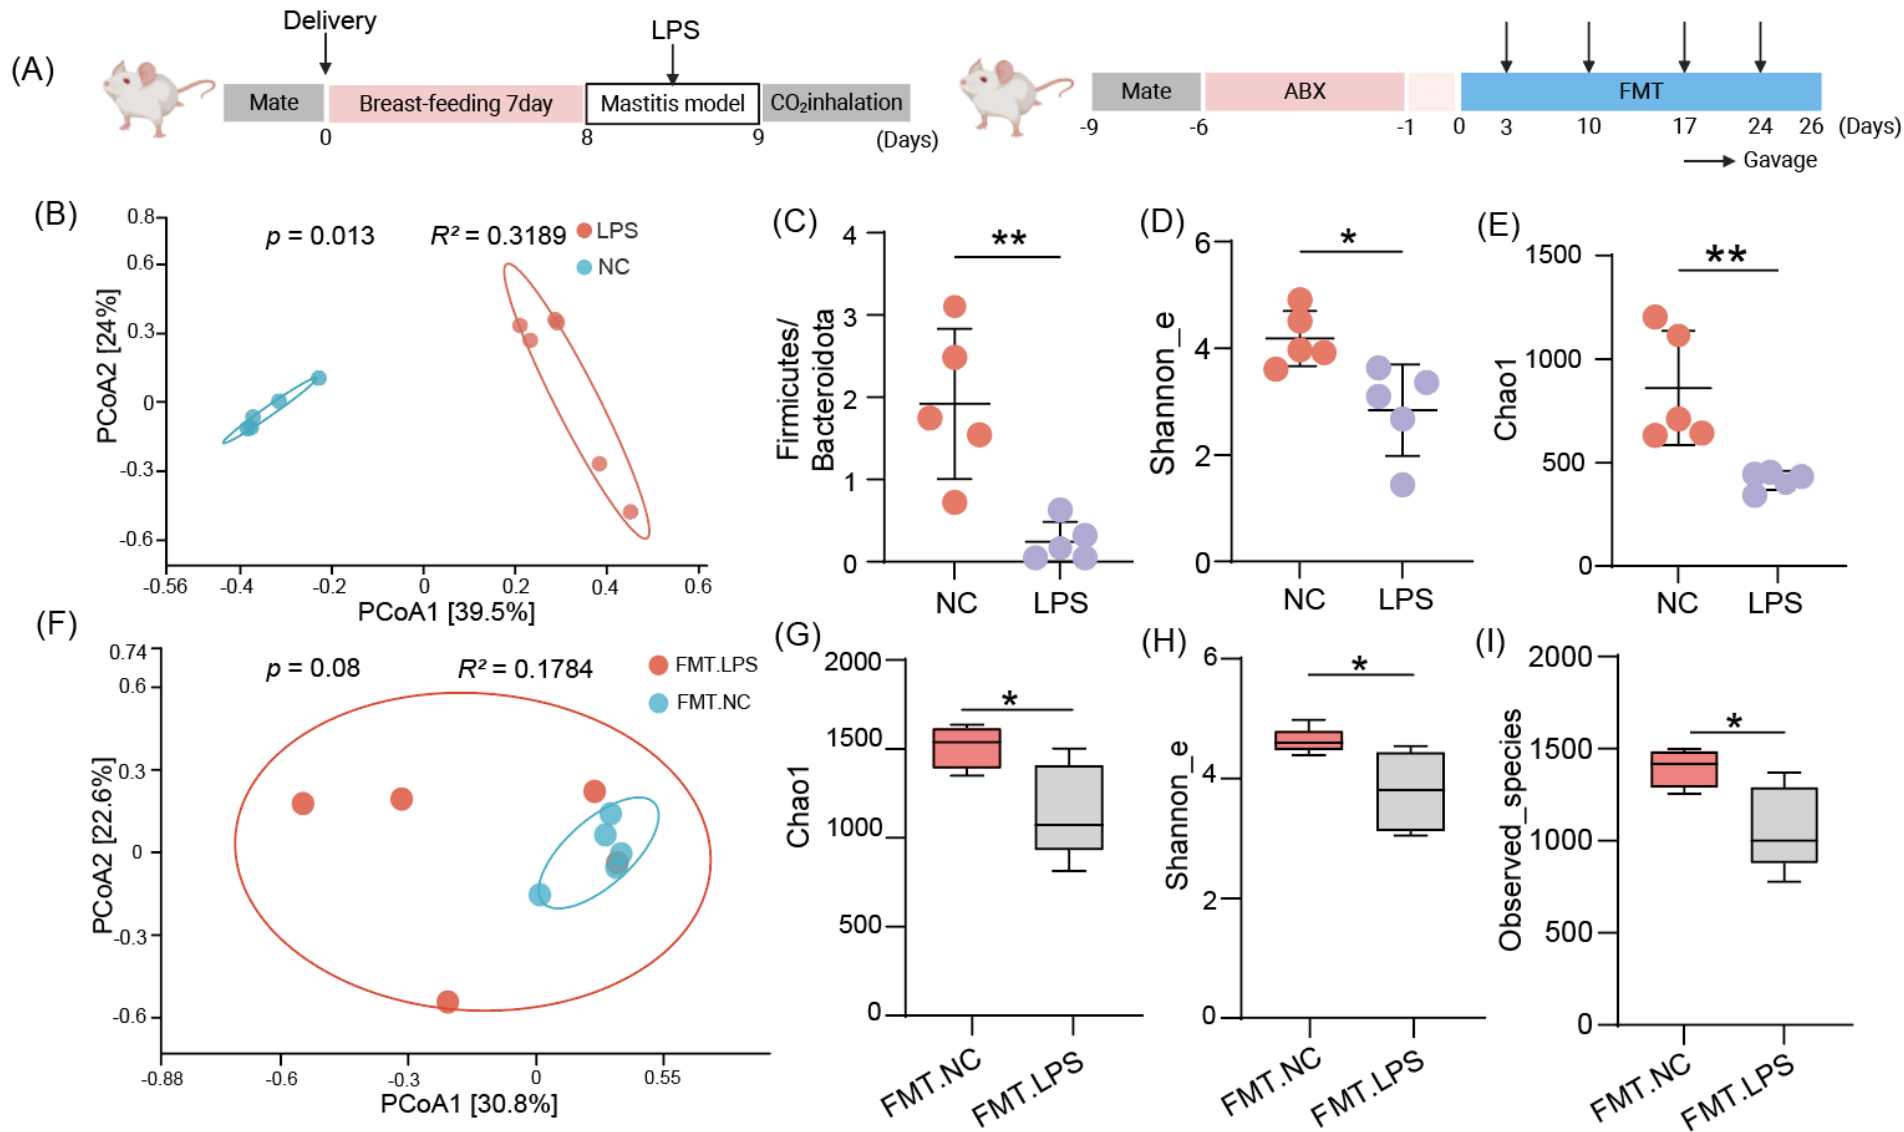 (A)
Delivery
LPS
Mate
Breast-feeding 7day
Mastitis model
CO₂inhalation
0
8
9
(Days)
Mate
ABX
FMT
-9
-6
-1
0
3
10
17
24
26
(Days)
Gavage
(B)
p = 0.013
R² = 0.3189
LPS
NC
PCoA2 [24%]
0.8
0.6
0.3
0
-0.3
-0.6
-0.56
-0.4
-0.2
0
0.2
0.4
0.6
PCoA1 [39.5%]
(C)
**
Firmicutes/
Bacteroidota
4
3
2
1
0
NC
LPS
(D)
*
Shannon_e
6
4
2
0
NC
LPS
(E)
**
Chao1
1500
1000
500
0
NC
LPS
(F)
p = 0.08
R² = 0.1784
FMT.LPS
FMT.NC
PCoA2 [22.6%]
0.74
0.6
0.3
0
-0.3
-0.6
-0.88
-0.6
-0.3
0
0.55
PCoA1 [30.8%]
(G)
*
Chao1
2000
1500
1000
500
0
FMT.NC
FMT.LPS
(H)
*
Shannon_e
6
4
2
0
FMT.NC
FMT.LPS
(I)
*
Observed_species
2000
1500
1000
500
0
FMT.NC
FMT.LPS